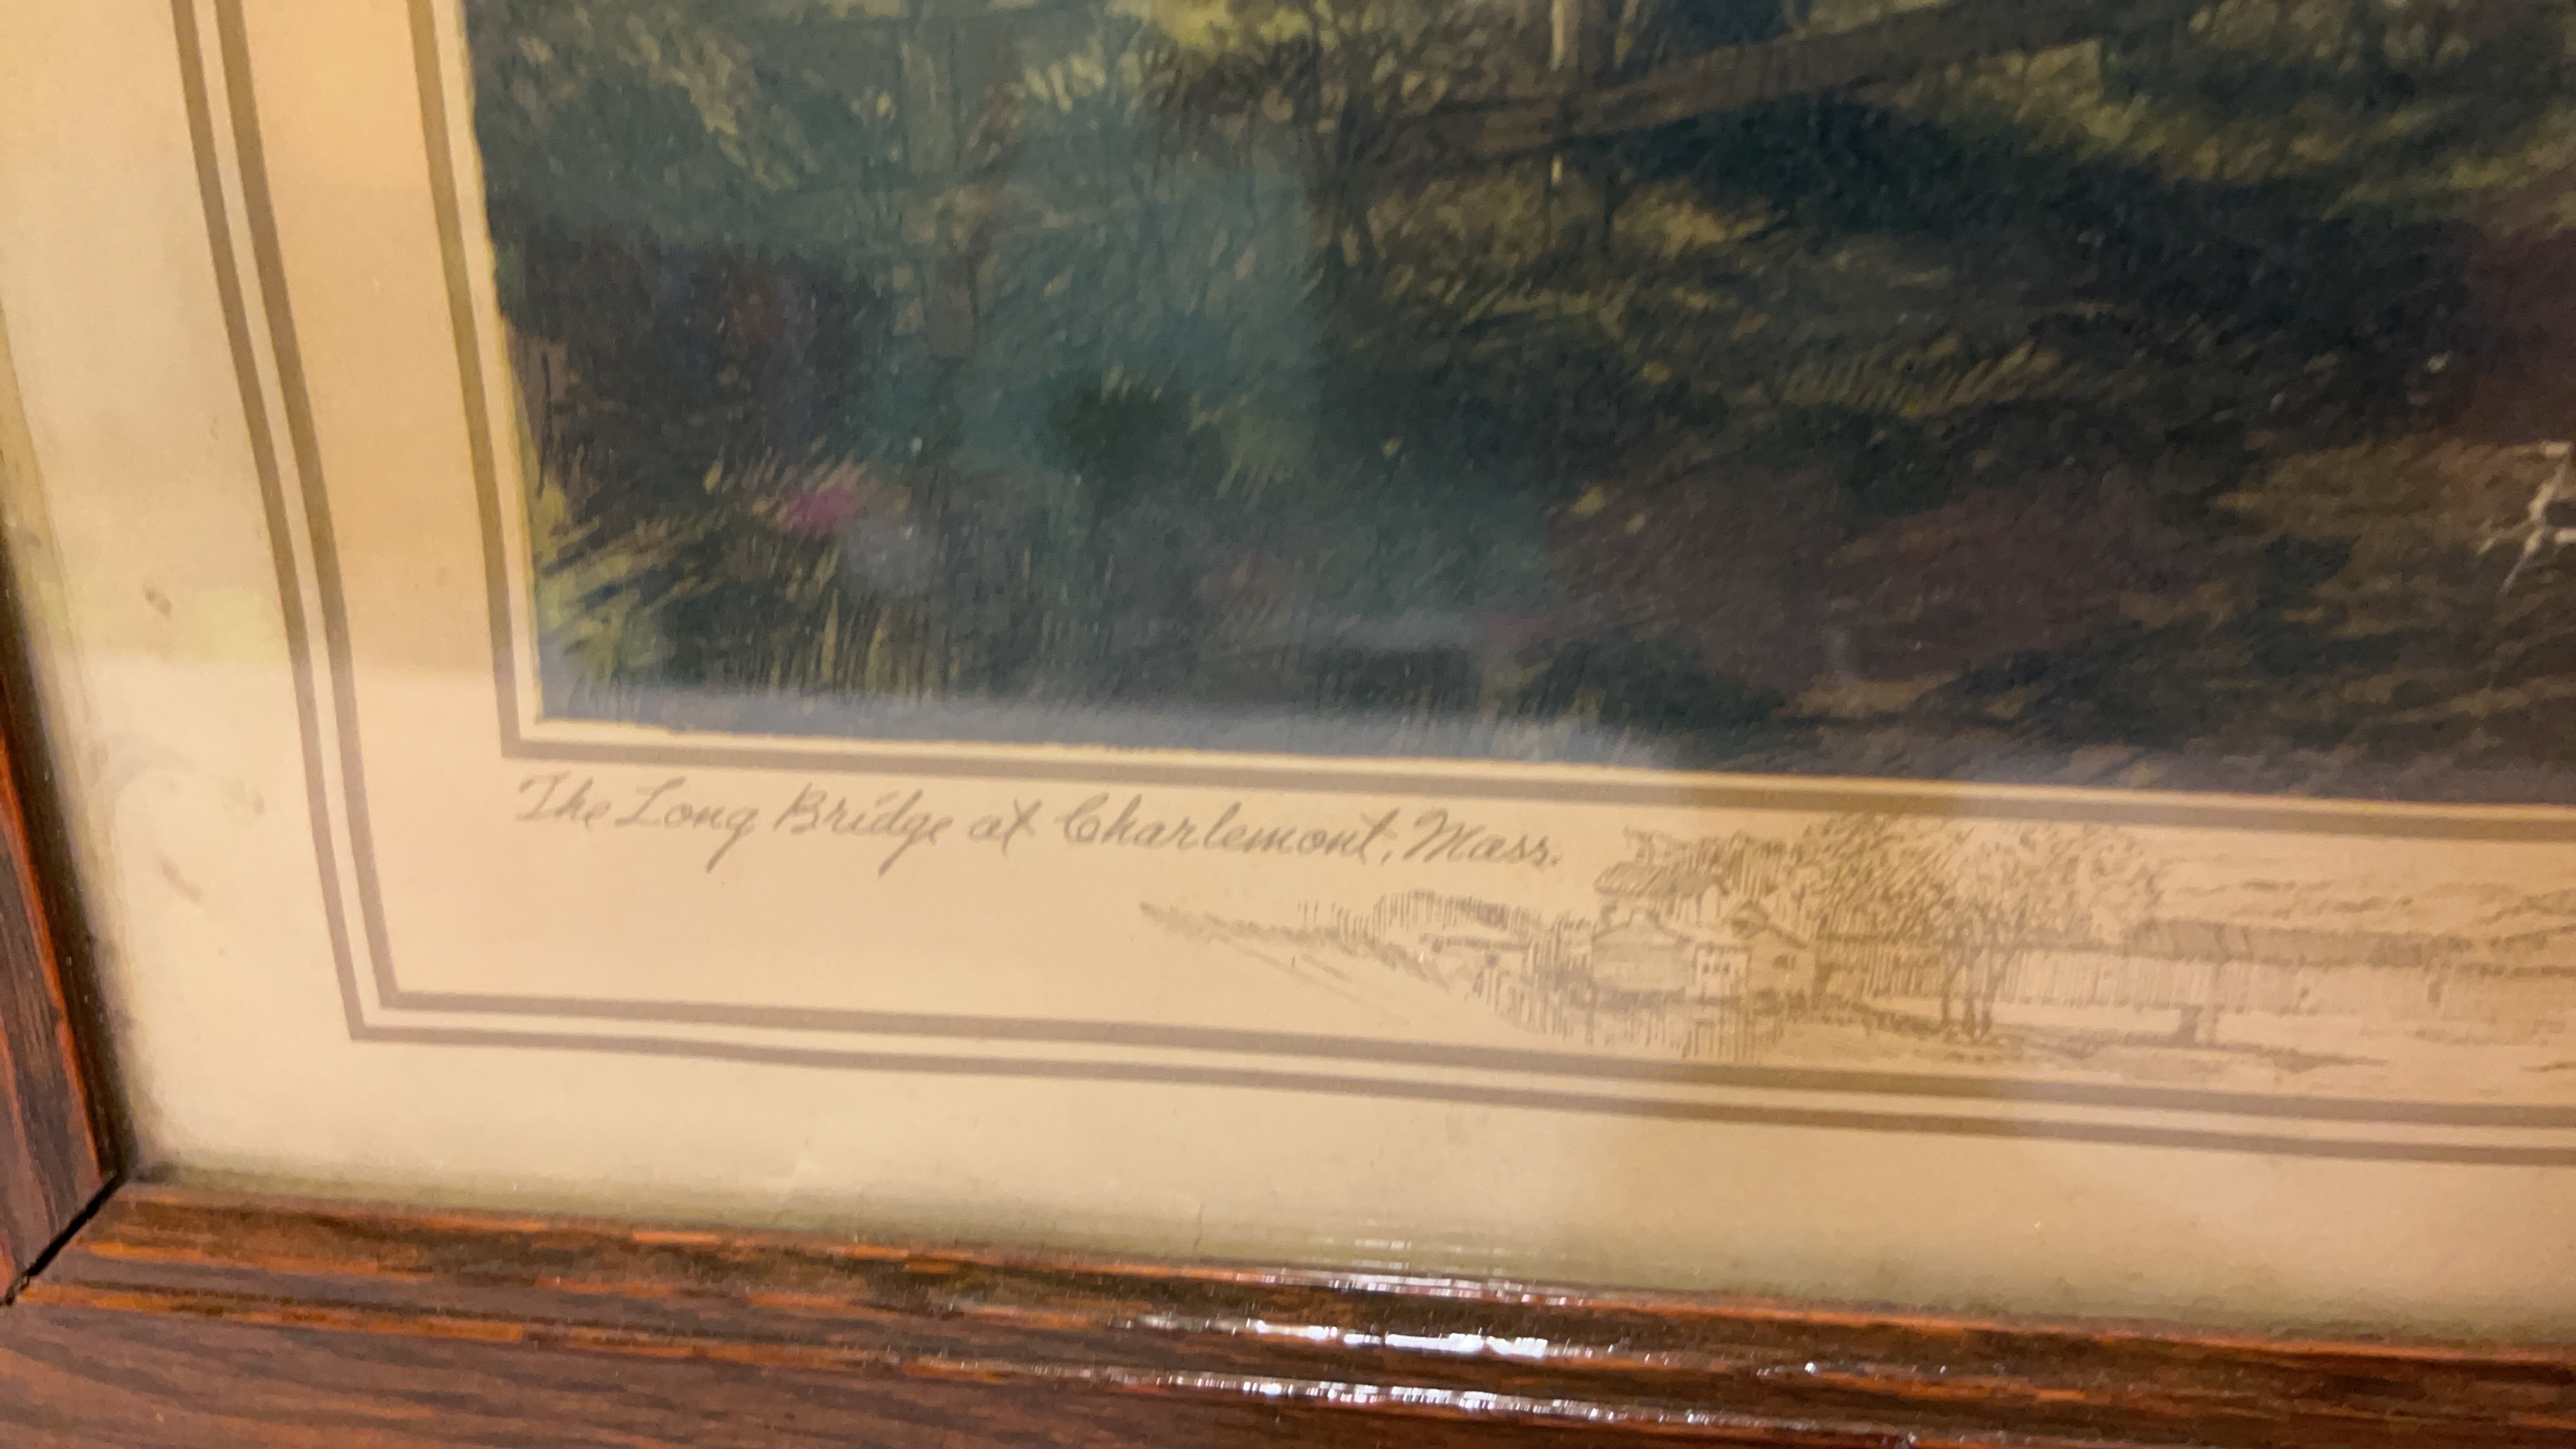 The Long Bridge at Charlemont, Mass.